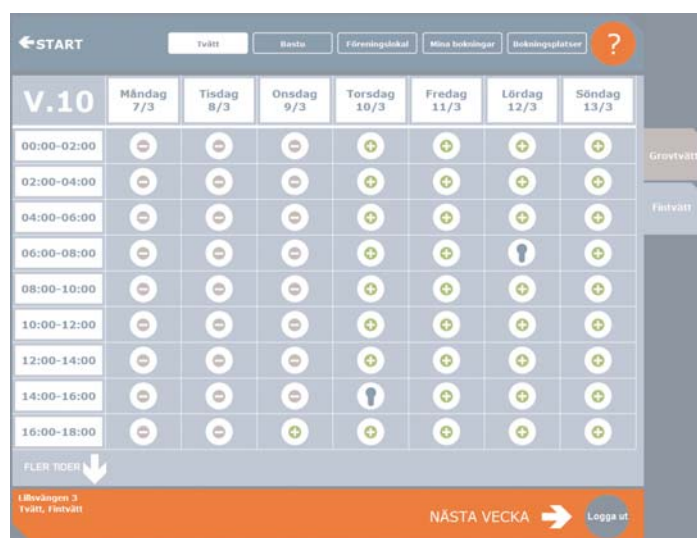 START
Tvätt
Bastu
Föreningslokal
Mina bokningar
Bokningsplatser
?
V.10
Måndag 7/3
Tisdag 8/3
Onsdag 9/3
Torsdag 10/3
Fredag 11/3
Lördag 12/3
Söndag 13/3
00:00-02:00
02:00-04:00
04:00-06:00
06:00-08:00
08:00-10:00
10:00-12:00
12:00-14:00
14:00-16:00
16:00-18:00
Grovtvätt
Fintvätt
FLER TIDER
Lillsvängen 3
Tvätt, Fintvätt
NÄSTA VECKA
Logga ut